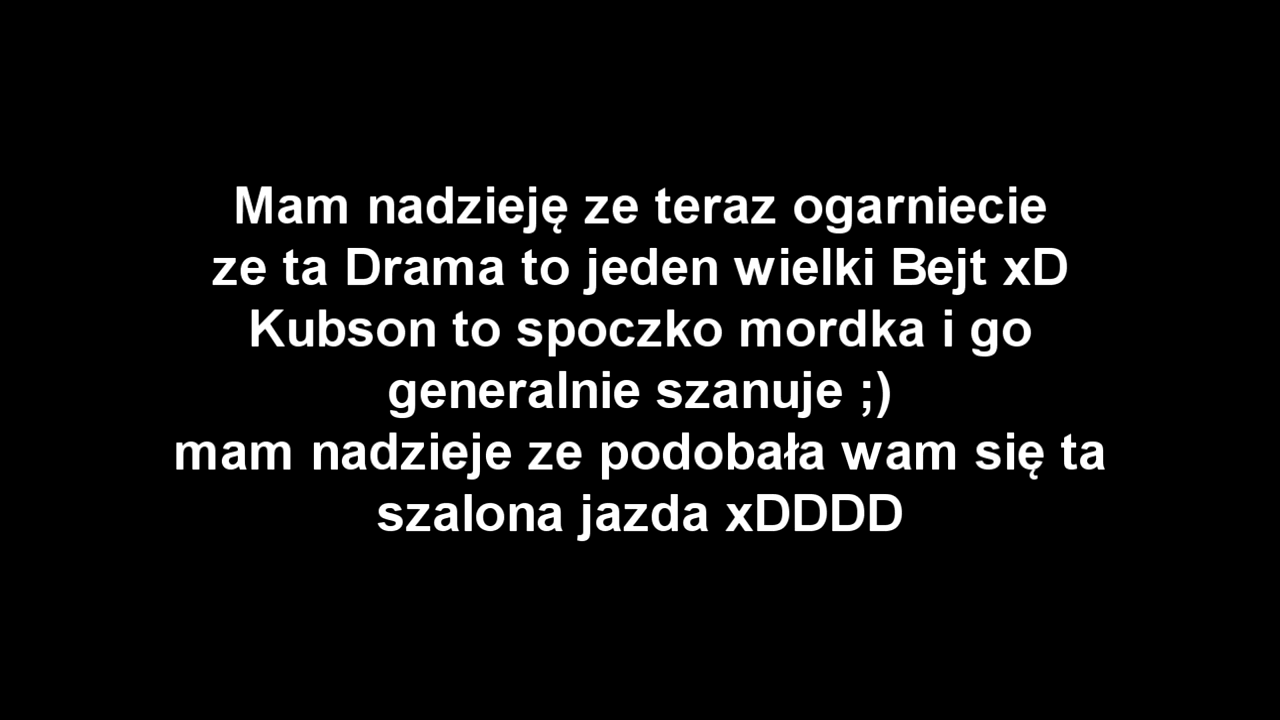 Mam nadzieję ze teraz ogarniecie
ze ta Drama to jeden wielki Bejt xD
Kubson to spoczko mordka i go
generalnie szanuje ;)
mam nadzieje ze podobała wam się ta
szalona jazda xDDDD